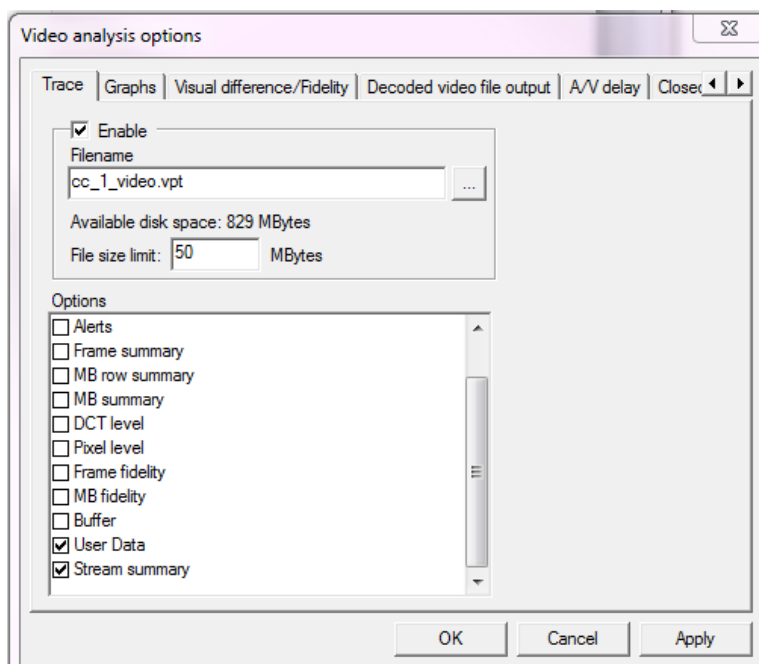 Video analysis options
Trace Graphs Visual difference/Fidelity Decoded video file output A/V delay Closed
Enable
Filename
cc_1_video.vpt ...
Available disk space: 829 MBytes
File size limit: 50 MBytes
Options
Alerts
Frame summary
MB row summary
MB summary
DCT level
Pixel level
Frame fidelity
MB fidelity
Buffer
User Data
Stream summary
OK Cancel Apply